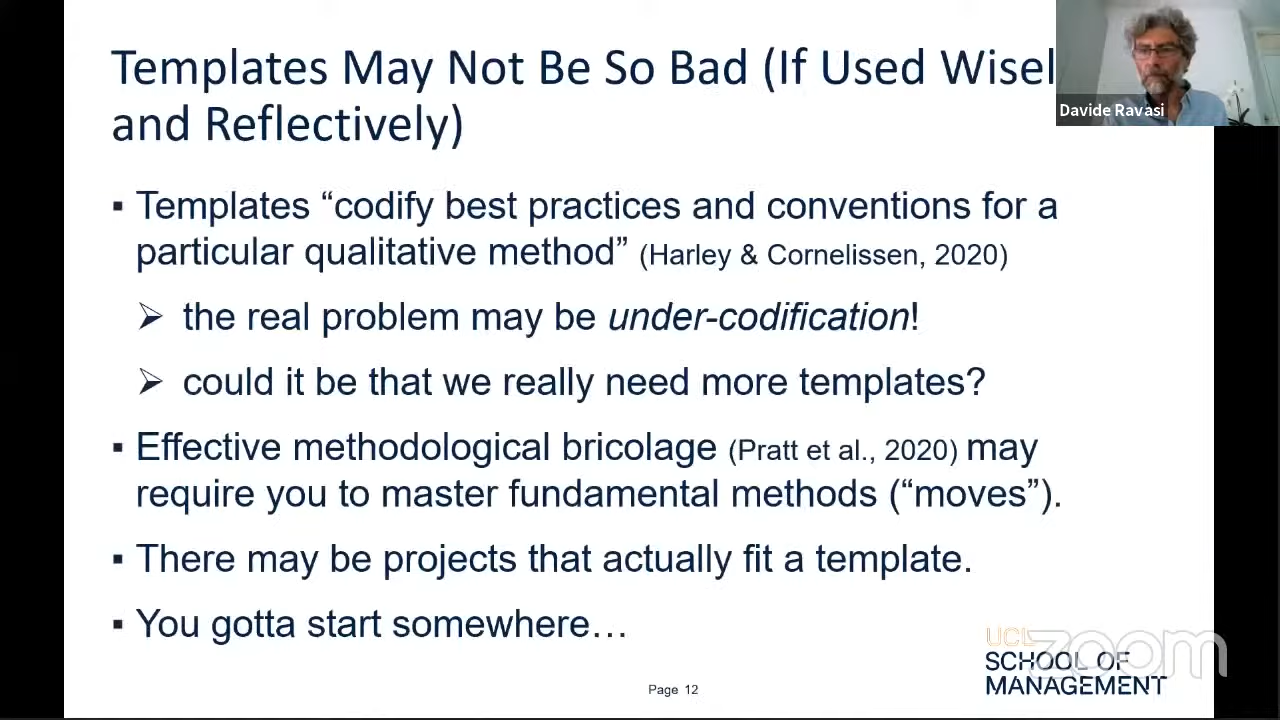 Templates May Not Be So Bad (If Used Wisel
and Reflectively)
Davide Ravasi
▪ Templates “codify best practices and conventions for a
particular qualitative method” (Harley & Cornelissen, 2020)
➢ the real problem may be under-codification!
➢ could it be that we really need more templates?
▪ Effective methodological bricolage (Pratt et al., 2020) may
require you to master fundamental methods (“moves”).
▪ There may be projects that actually fit a template.
▪ You gotta start somewhere…
UCL
SCHOOL OF
MANAGEMENT
zoom
Page 12